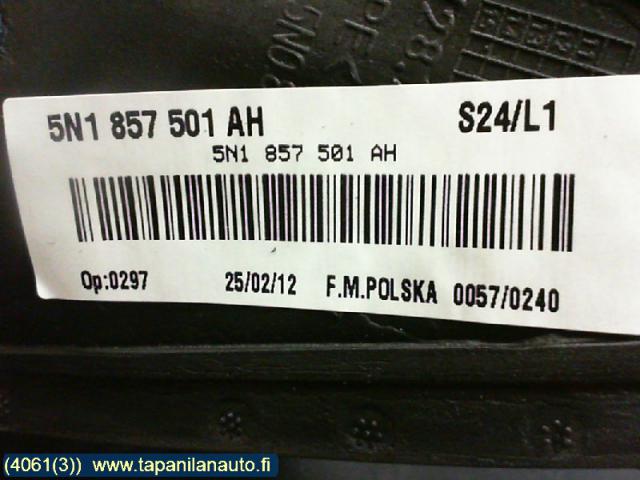 5N1 857 501 AH S24/L1
5N1 857 501 AH
Op:0297 25/02/12 F.M.POLSKA 0057/0240
(4061(3)) www.tapanilanauto.fi